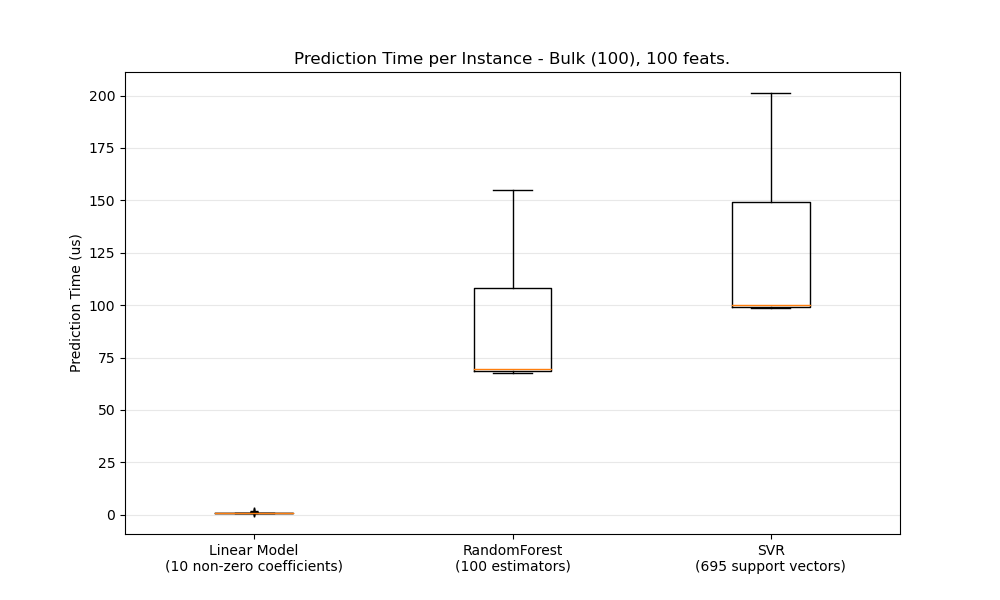 Prediction Time per Instance - Bulk (100), 100 feats.
200
175
150
125
100
75
50
25
0
Prediction Time (us)
Linear Model
(10 non-zero coefficients)
RandomForest
(100 estimators)
SVR
(695 support vectors)